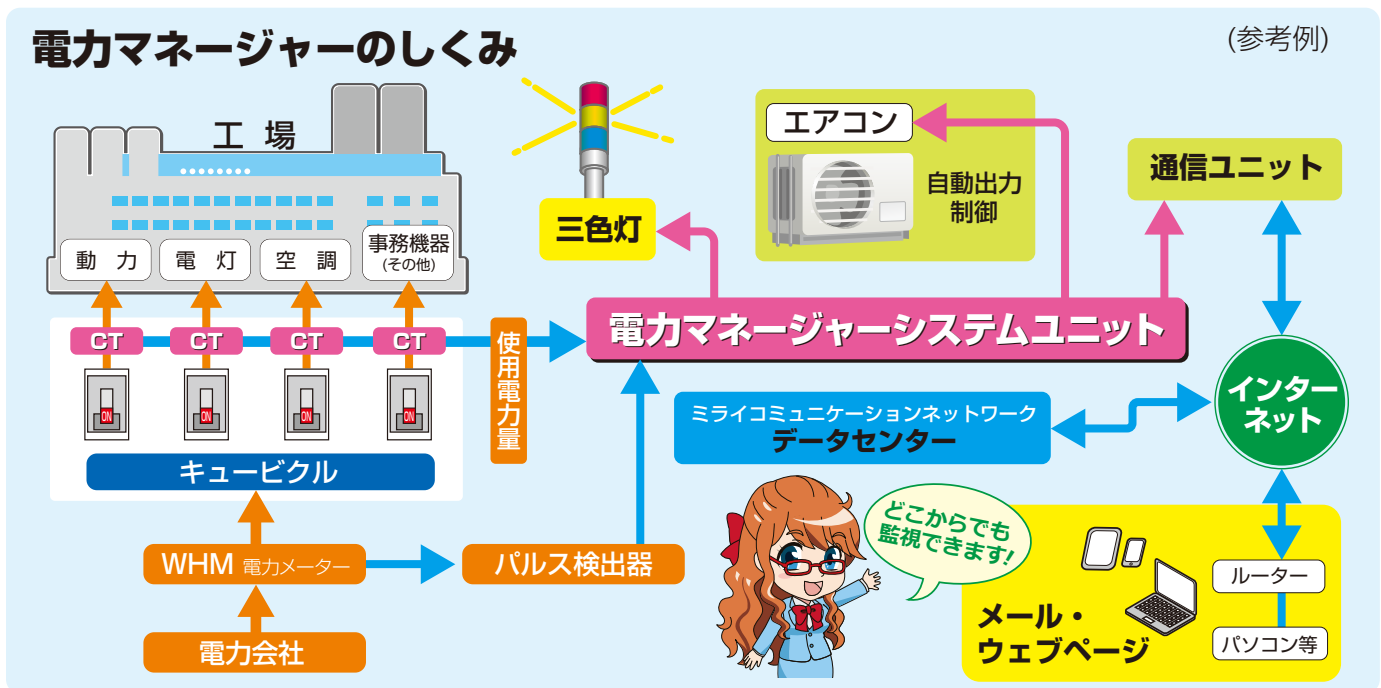 電力マネージャーのしくみ
(参考例)
工 場
動 力
電 灯
空 調
事務機器
(その他)
CT
CT
CT
CT
ON
ON
ON
ON
キュービクル
使用電力量
WHM 電力メーター
電力会社
パルス検出器
三色灯
エアコン
自動出力
制御
通信ユニット
電力マネージャーシステムユニット
ミライコミュニケーションネットワーク
データセンター
インター
ネット
どこからでも
監視できます!
メール・
ウェブページ
ルーター
パソコン等